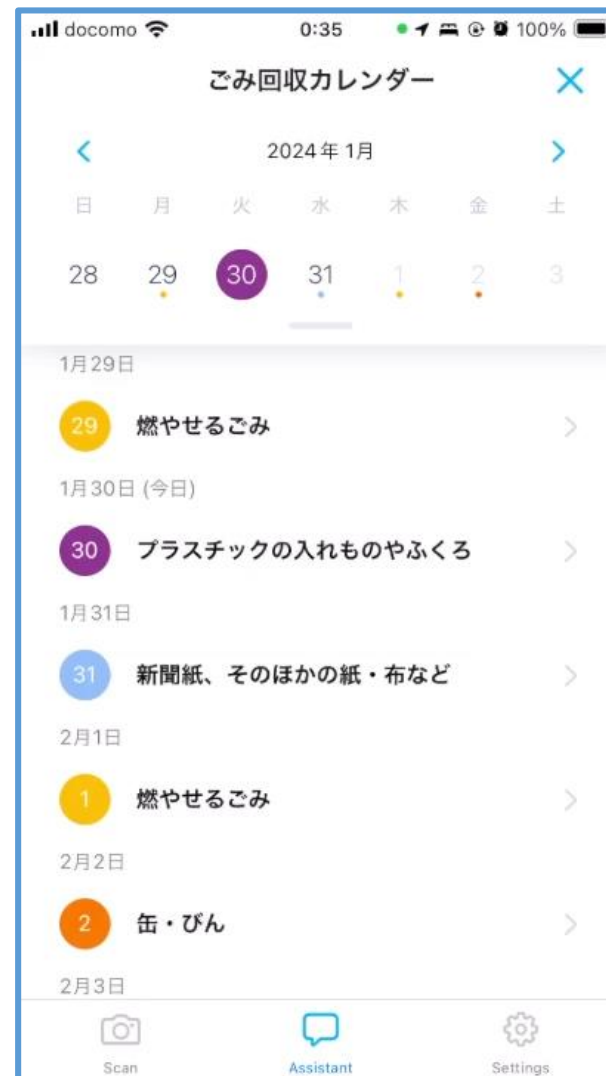 docomo 0:35 100%
ごみ回収カレンダー
2024年 1月
日 月 火 水 木 金 土
28 29 30 31 1 2 3
1月29日
29 燃やせるごみ
1月30日 (今日)
30 プラスチックの入れものやふくろ
1月31日
31 新聞紙、そのほかの紙・布など
2月1日
1 燃やせるごみ
2月2日
2 缶・びん
2月3日
Scan Assistant Settings